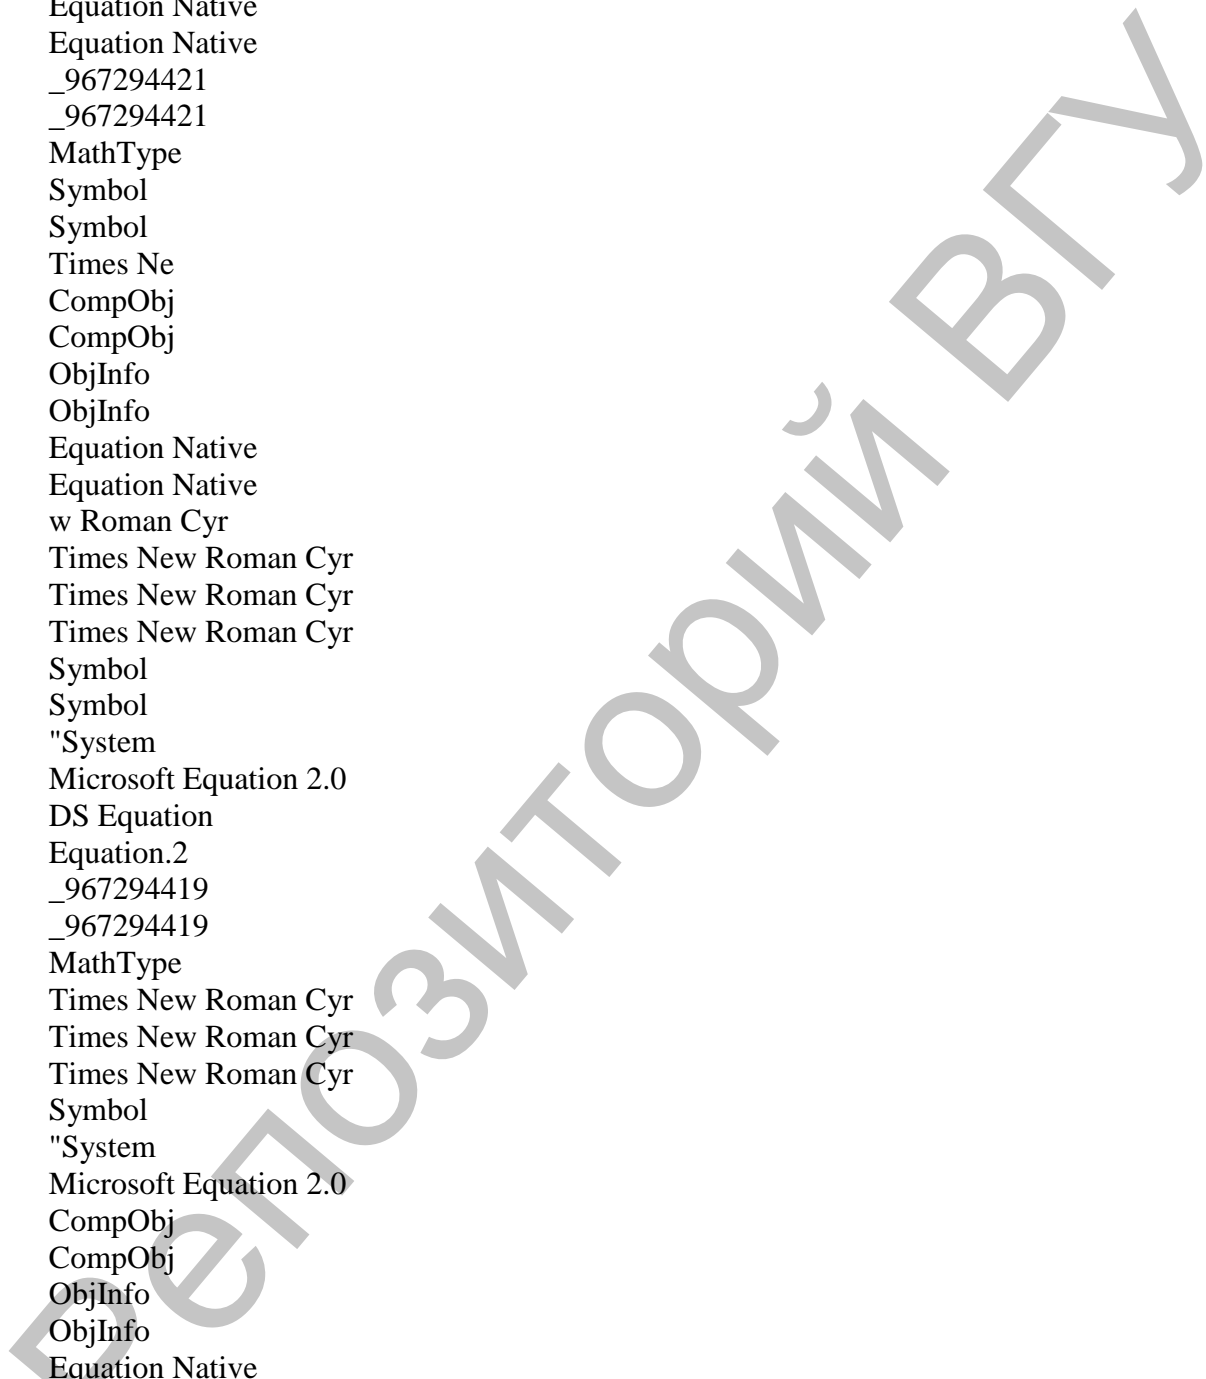 Equation Native
Equation Native
_967294421
_967294421
MathType
Symbol
Symbol
Times Ne
CompObj
CompObj
ObjInfo
ObjInfo
Equation Native
Equation Native
w Roman Cyr
Times New Roman Cyr
Times New Roman Cyr
Times New Roman Cyr
Symbol
Symbol
"System
Microsoft Equation 2.0
DS Equation
Equation.2
_967294419
_967294419
MathType
Times New Roman Cyr
Times New Roman Cyr
Times New Roman Cyr
Symbol
"System
Microsoft Equation 2.0
CompObj
CompObj
ObjInfo
ObjInfo
Equation Native
Репозиторий ВГУ